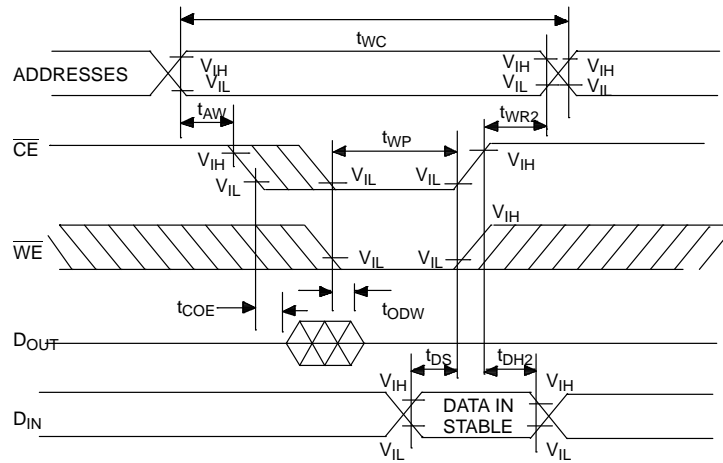 tWC
ADDRESSES
VIH
VIL
VIH
VIL
VIH
VIL
tAW
tWR2
tWP
CE
VIH
VIL
VIL
VIL
VIH
WE
VIH
VIL
VIL
tCOE
tODW
DOUT
tDS
tDH2
DIN
VIH
VIL
DATA IN
STABLE
VIH
VIL